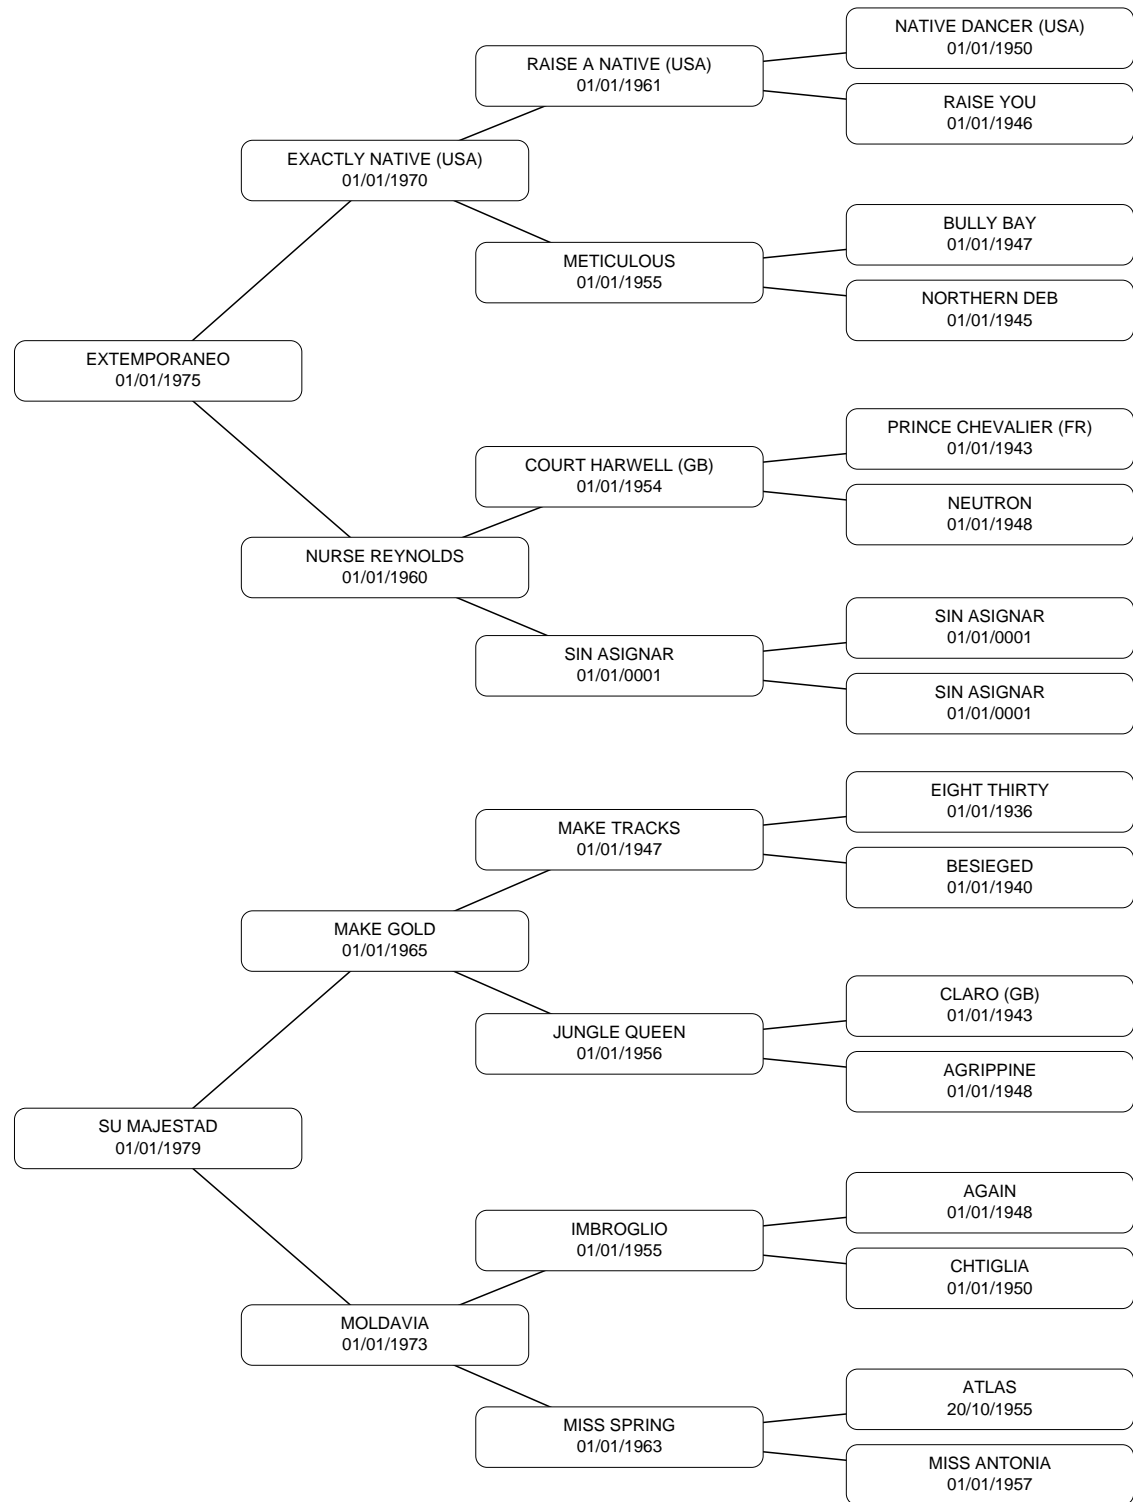 NATIVE DANCER (USA)
01/01/1950
RAISE A NATIVE (USA)
01/01/1961
RAISE YOU
01/01/1946
EXACTLY NATIVE (USA)
01/01/1970
BULLY BAY
01/01/1947
METICULOUS
01/01/1955
NORTHERN DEB
01/01/1945
EXTEMPORANEO
01/01/1975
PRINCE CHEVALIER (FR)
01/01/1943
COURT HARWELL (GB)
01/01/1954
NEUTRON
01/01/1948
NURSE REYNOLDS
01/01/1960
SIN ASIGNAR
01/01/0001
SIN ASIGNAR
01/01/0001
SIN ASIGNAR
01/01/0001
EIGHT THIRTY
01/01/1936
MAKE TRACKS
01/01/1947
BESIEGED
01/01/1940
MAKE GOLD
01/01/1965
CLARO (GB)
01/01/1943
JUNGLE QUEEN
01/01/1956
AGRIPPINE
01/01/1948
SU MAJESTAD
01/01/1979
AGAIN
01/01/1948
IMBROGLIO
01/01/1955
CHTIGLIA
01/01/1950
MOLDAVIA
01/01/1973
ATLAS
20/10/1955
MISS SPRING
01/01/1963
MISS ANTONIA
01/01/1957